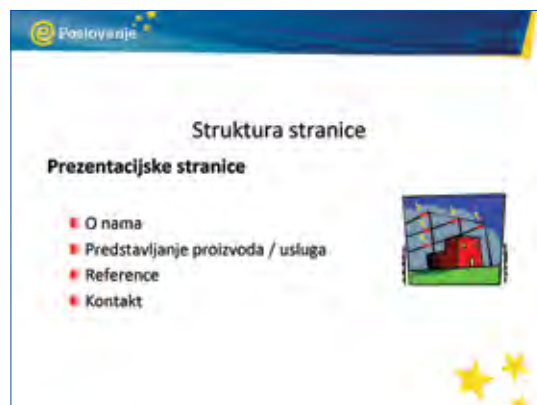 e Poslovanje
Struktura stranice
Prezentacijske stranice
O nama
Predstavljanje proizvoda / usluga
Reference
Kontakt